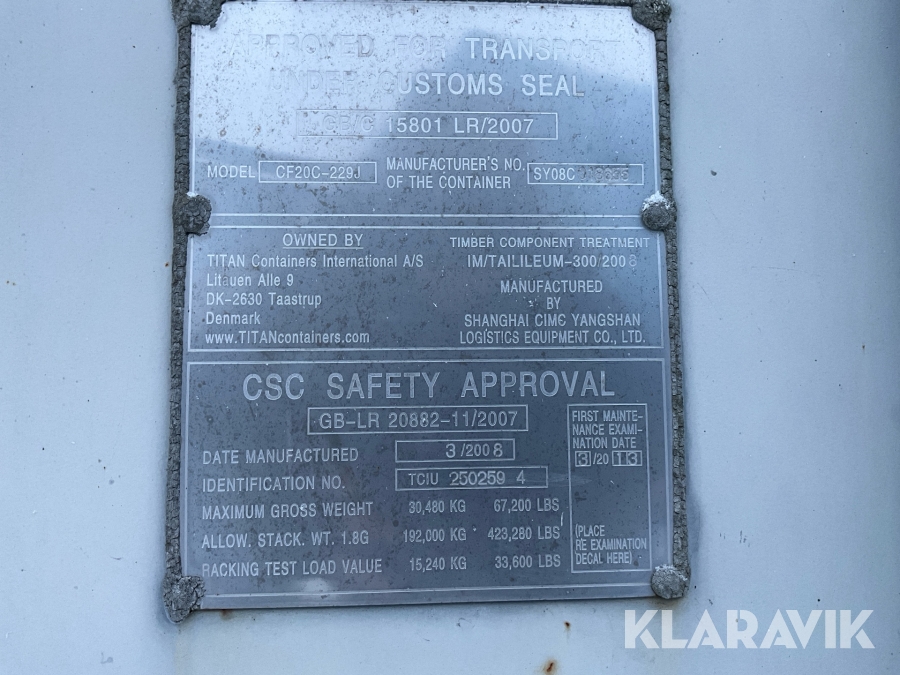 APPROVED FOR TRANSPORT
UNDER CUSTOMS SEAL
GB/C 15801 LR/2007
MODEL CF20C-229J
MANUFACTURER'S NO.
OF THE CONTAINER
SY08C
OWNED BY
TITAN Containers International A/S
Litauen Alle 9
DK-2630 Taastrup
Denmark
www.TITANcontainers.com
TIMBER COMPONENT TREATMENT
IM/TAILILEUM-300/2008
MANUFACTURED
BY
SHANGHAI CIMC YANGSHAN
LOGISTICS EQUIPMENT CO., LTD.
CSC SAFETY APPROVAL
GB-LR 20882-11/2007
DATE MANUFACTURED 3/2008
IDENTIFICATION NO. TCIU 250259 4
MAXIMUM GROSS WEIGHT 30,480 KG 67,200 LBS
ALLOW. STACK. WT. 1.8G 192,000 KG 423,280 LBS
RACKING TEST LOAD VALUE 15,240 KG 33,600 LBS
FIRST MAINTE-
NANCE EXAMI-
NATION DATE
3/2013
(PLACE
RE EXAMINATION
DECAL HERE)
KLARAVIK